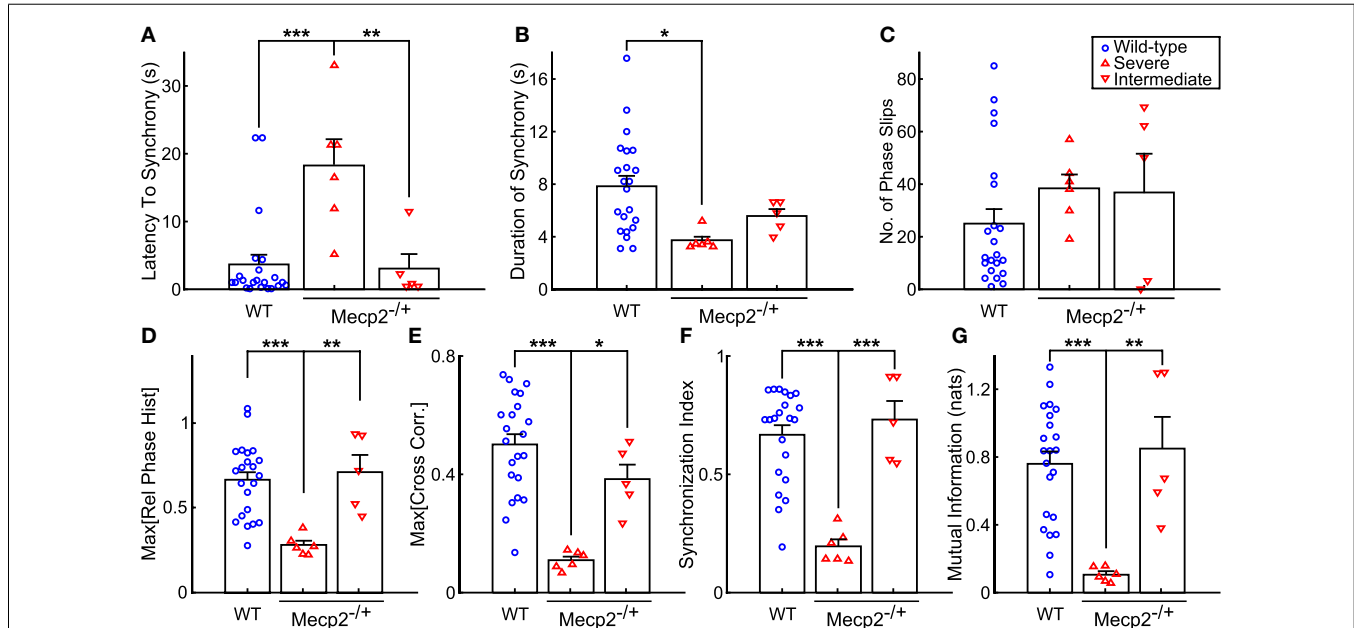 A
*** **
Latency To Synchrony (s)
30
20
10
0
WT
Mecp2-/+
B
*
Duration of Synchrony (s)
16
12
8
4
0
WT
Mecp2-/+
C
Wild-type
Severe
Intermediate
No. of Phase Slips
80
60
40
20
0
WT
Mecp2-/+
D
*** **
Max[Rel Phase Hist]
1
0.5
0
WT
Mecp2-/+
E
*** *
Max[Cross Corr.]
0.8
0.4
0
WT
Mecp2-/+
F
*** ***
Synchronization Index
1
0.5
0
WT
Mecp2-/+
G
*** **
Mutual Information (nats)
1.2
0.8
0.4
0
WT
Mecp2-/+